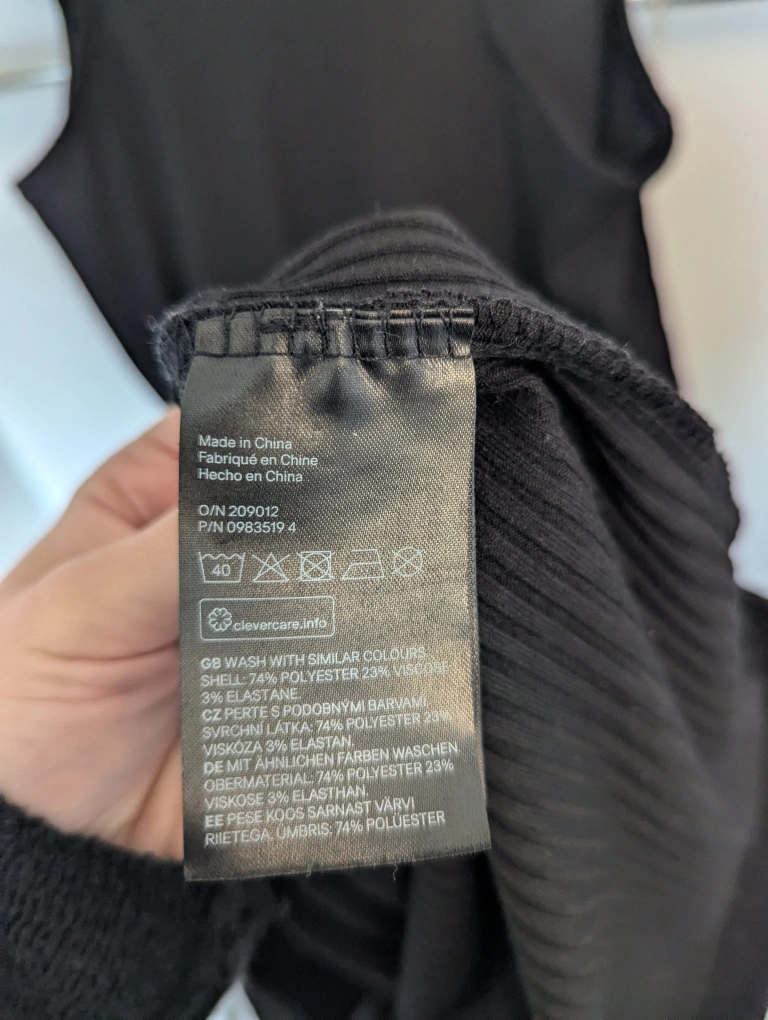 Made in China
Fabriqué en Chine
Hecho en China
O/N 209012
P/N 0983519 4
40
clevercare.info
GB WASH WITH SIMILAR COLOURS
SHELL: 74% POLYESTER 23% VISCOSE
3% ELASTANE.
CZ PERTE S PODOBNÝMI BARVAMI
SVRCHNÍ LÁTKA: 74% POLYESTER 23%
VISKÓZA 3% ELASTAN.
DE MIT ÄHNLICHEN FARBEN WASCHEN
OBERMATERIAL: 74% POLYESTER 23%
VISKOSE 3% ELASTHAN.
EE PESE KOOS SARNAST VÄRVI
RIIETEGA. ÜMBRIS: 74% POLÜESTER